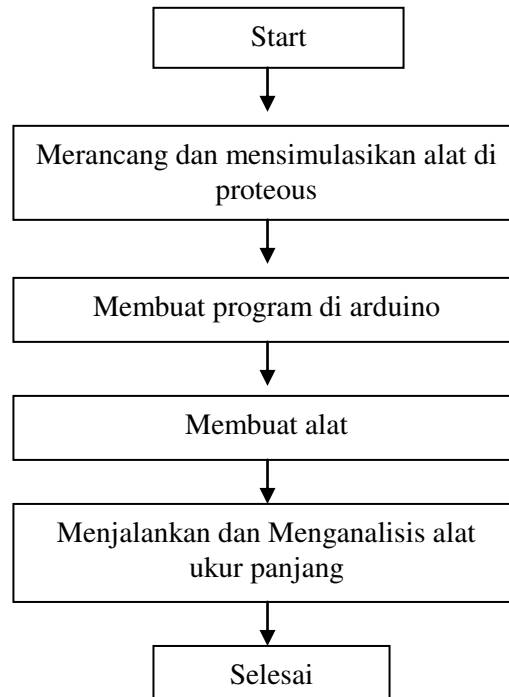 Start
Merancang dan mensimulasikan alat di
proteous
Membuat program di arduino
Membuat alat
Menjalankan dan Menganalisis alat
ukur panjang
Selesai